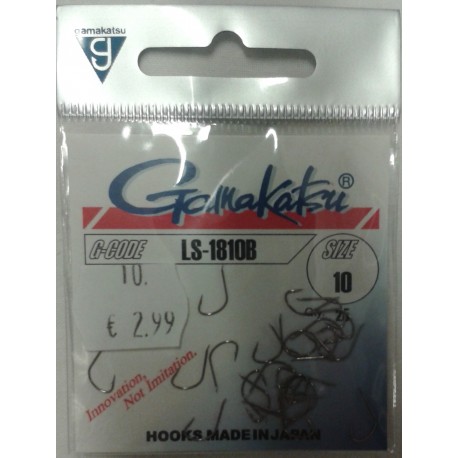 gamakatsu
g
Gamakatsu®
G-CODE LS-1810B SIZE
10. 10
€ 2.99
Innovation,
Not Imitation.
HOOKS MADE IN JAPAN